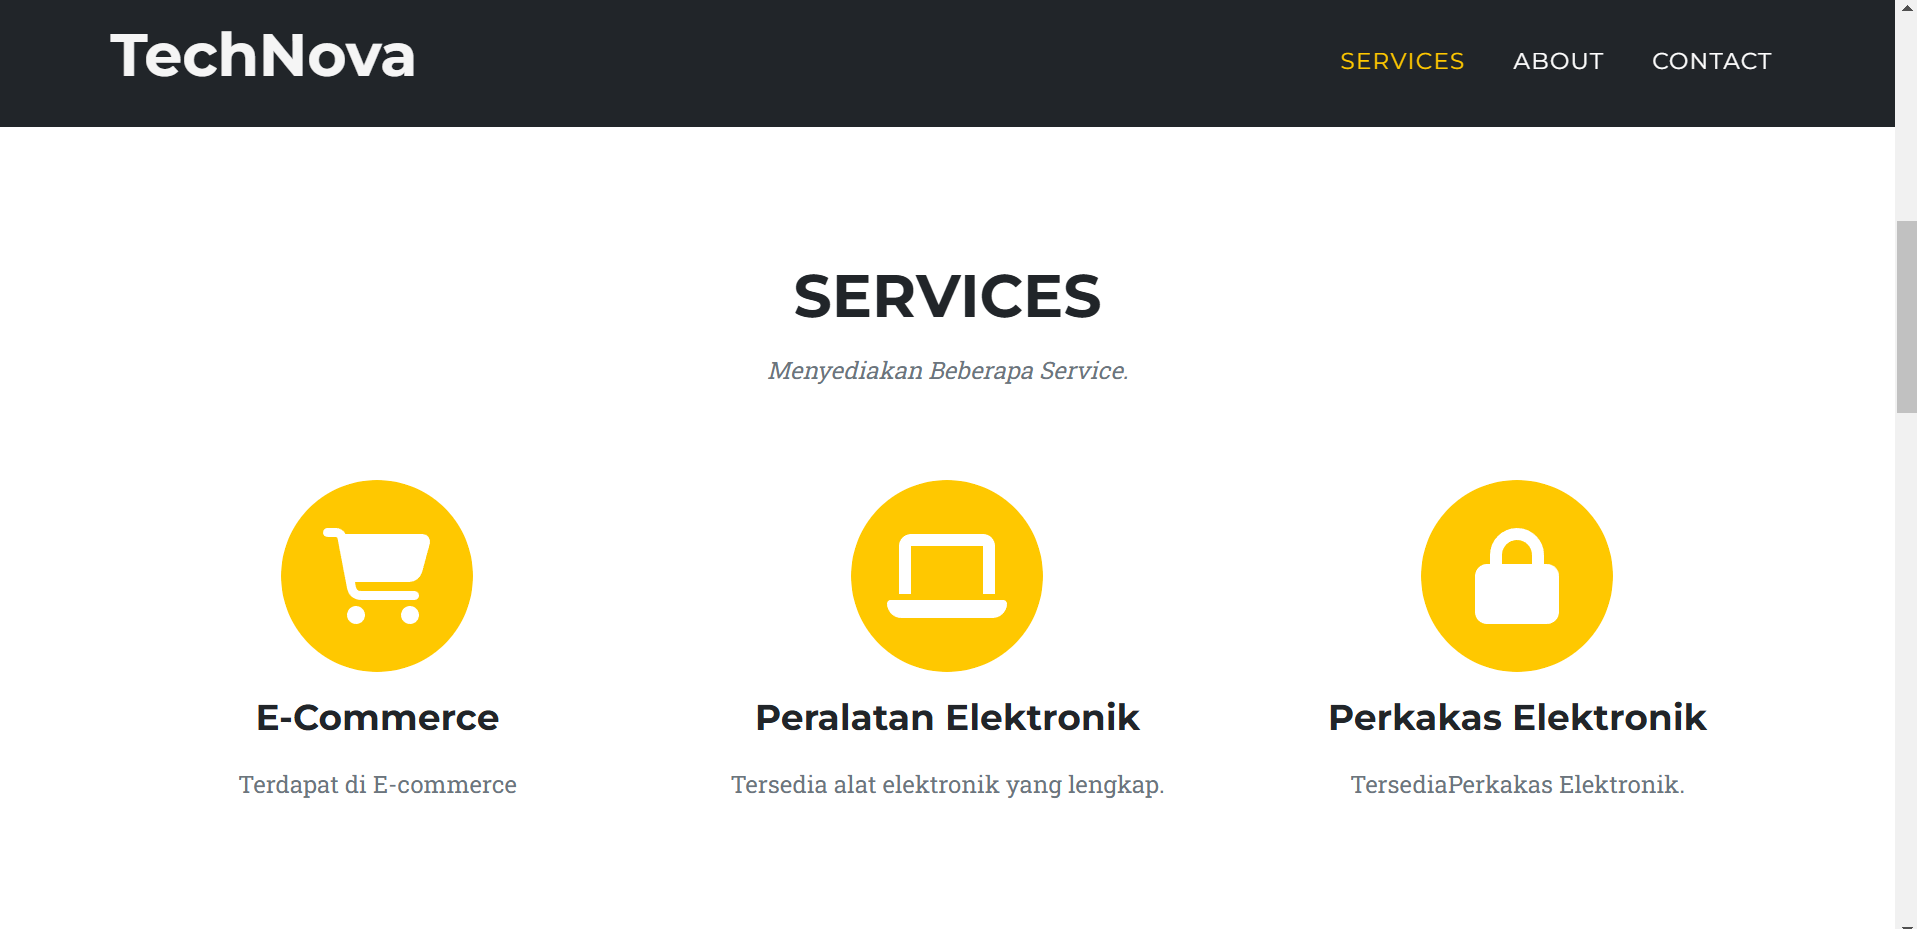 TechNova
SERVICES ABOUT CONTACT
SERVICES
Menyediakan Beberapa Service.
E-Commerce
Terdapat di E-commerce
Peralatan Elektronik
Tersedia alat elektronik yang lengkap.
Perkakas Elektronik
TersediaPerkakas Elektronik.